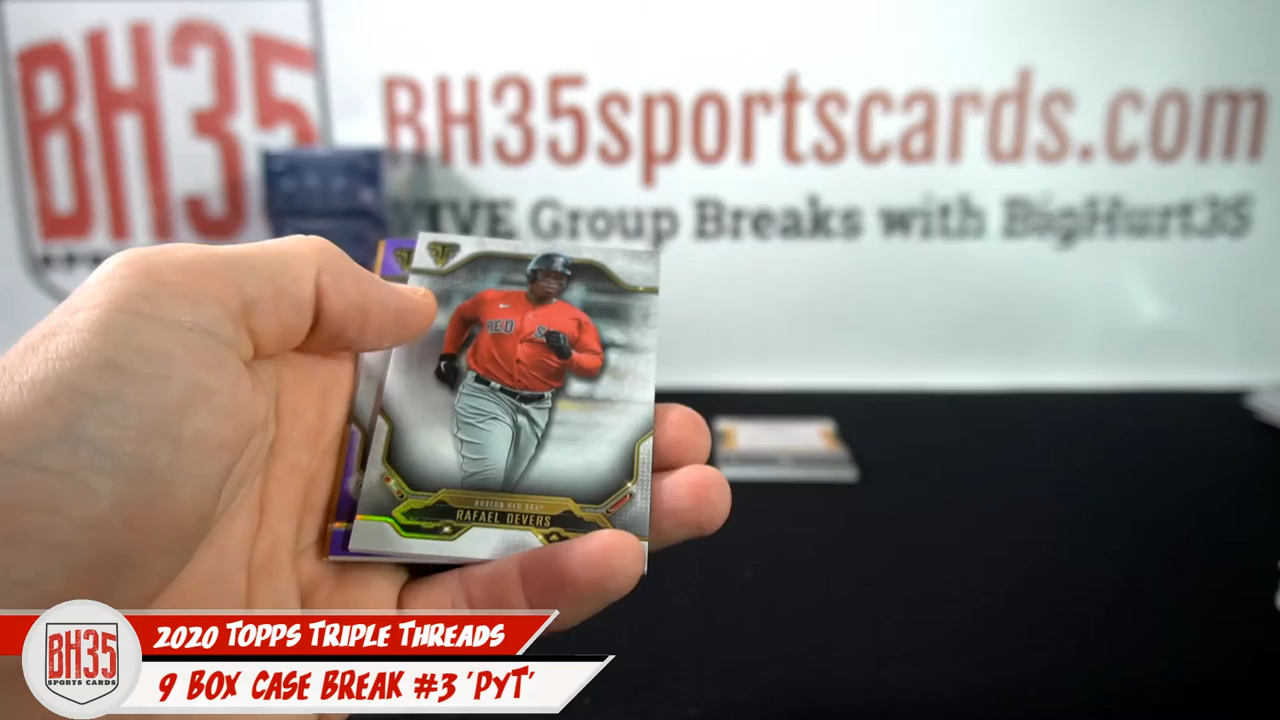 BH35
BH35sportscards.com
LIVE Group Breaks with BigHurt35
RED
BOSTON RED SOX
RAFAEL DEVERS
BH35
SPORTS CARDS
2020 TOPPS TRIPLE THREADS
9 BOX CASE BREAK #3 'PYT'